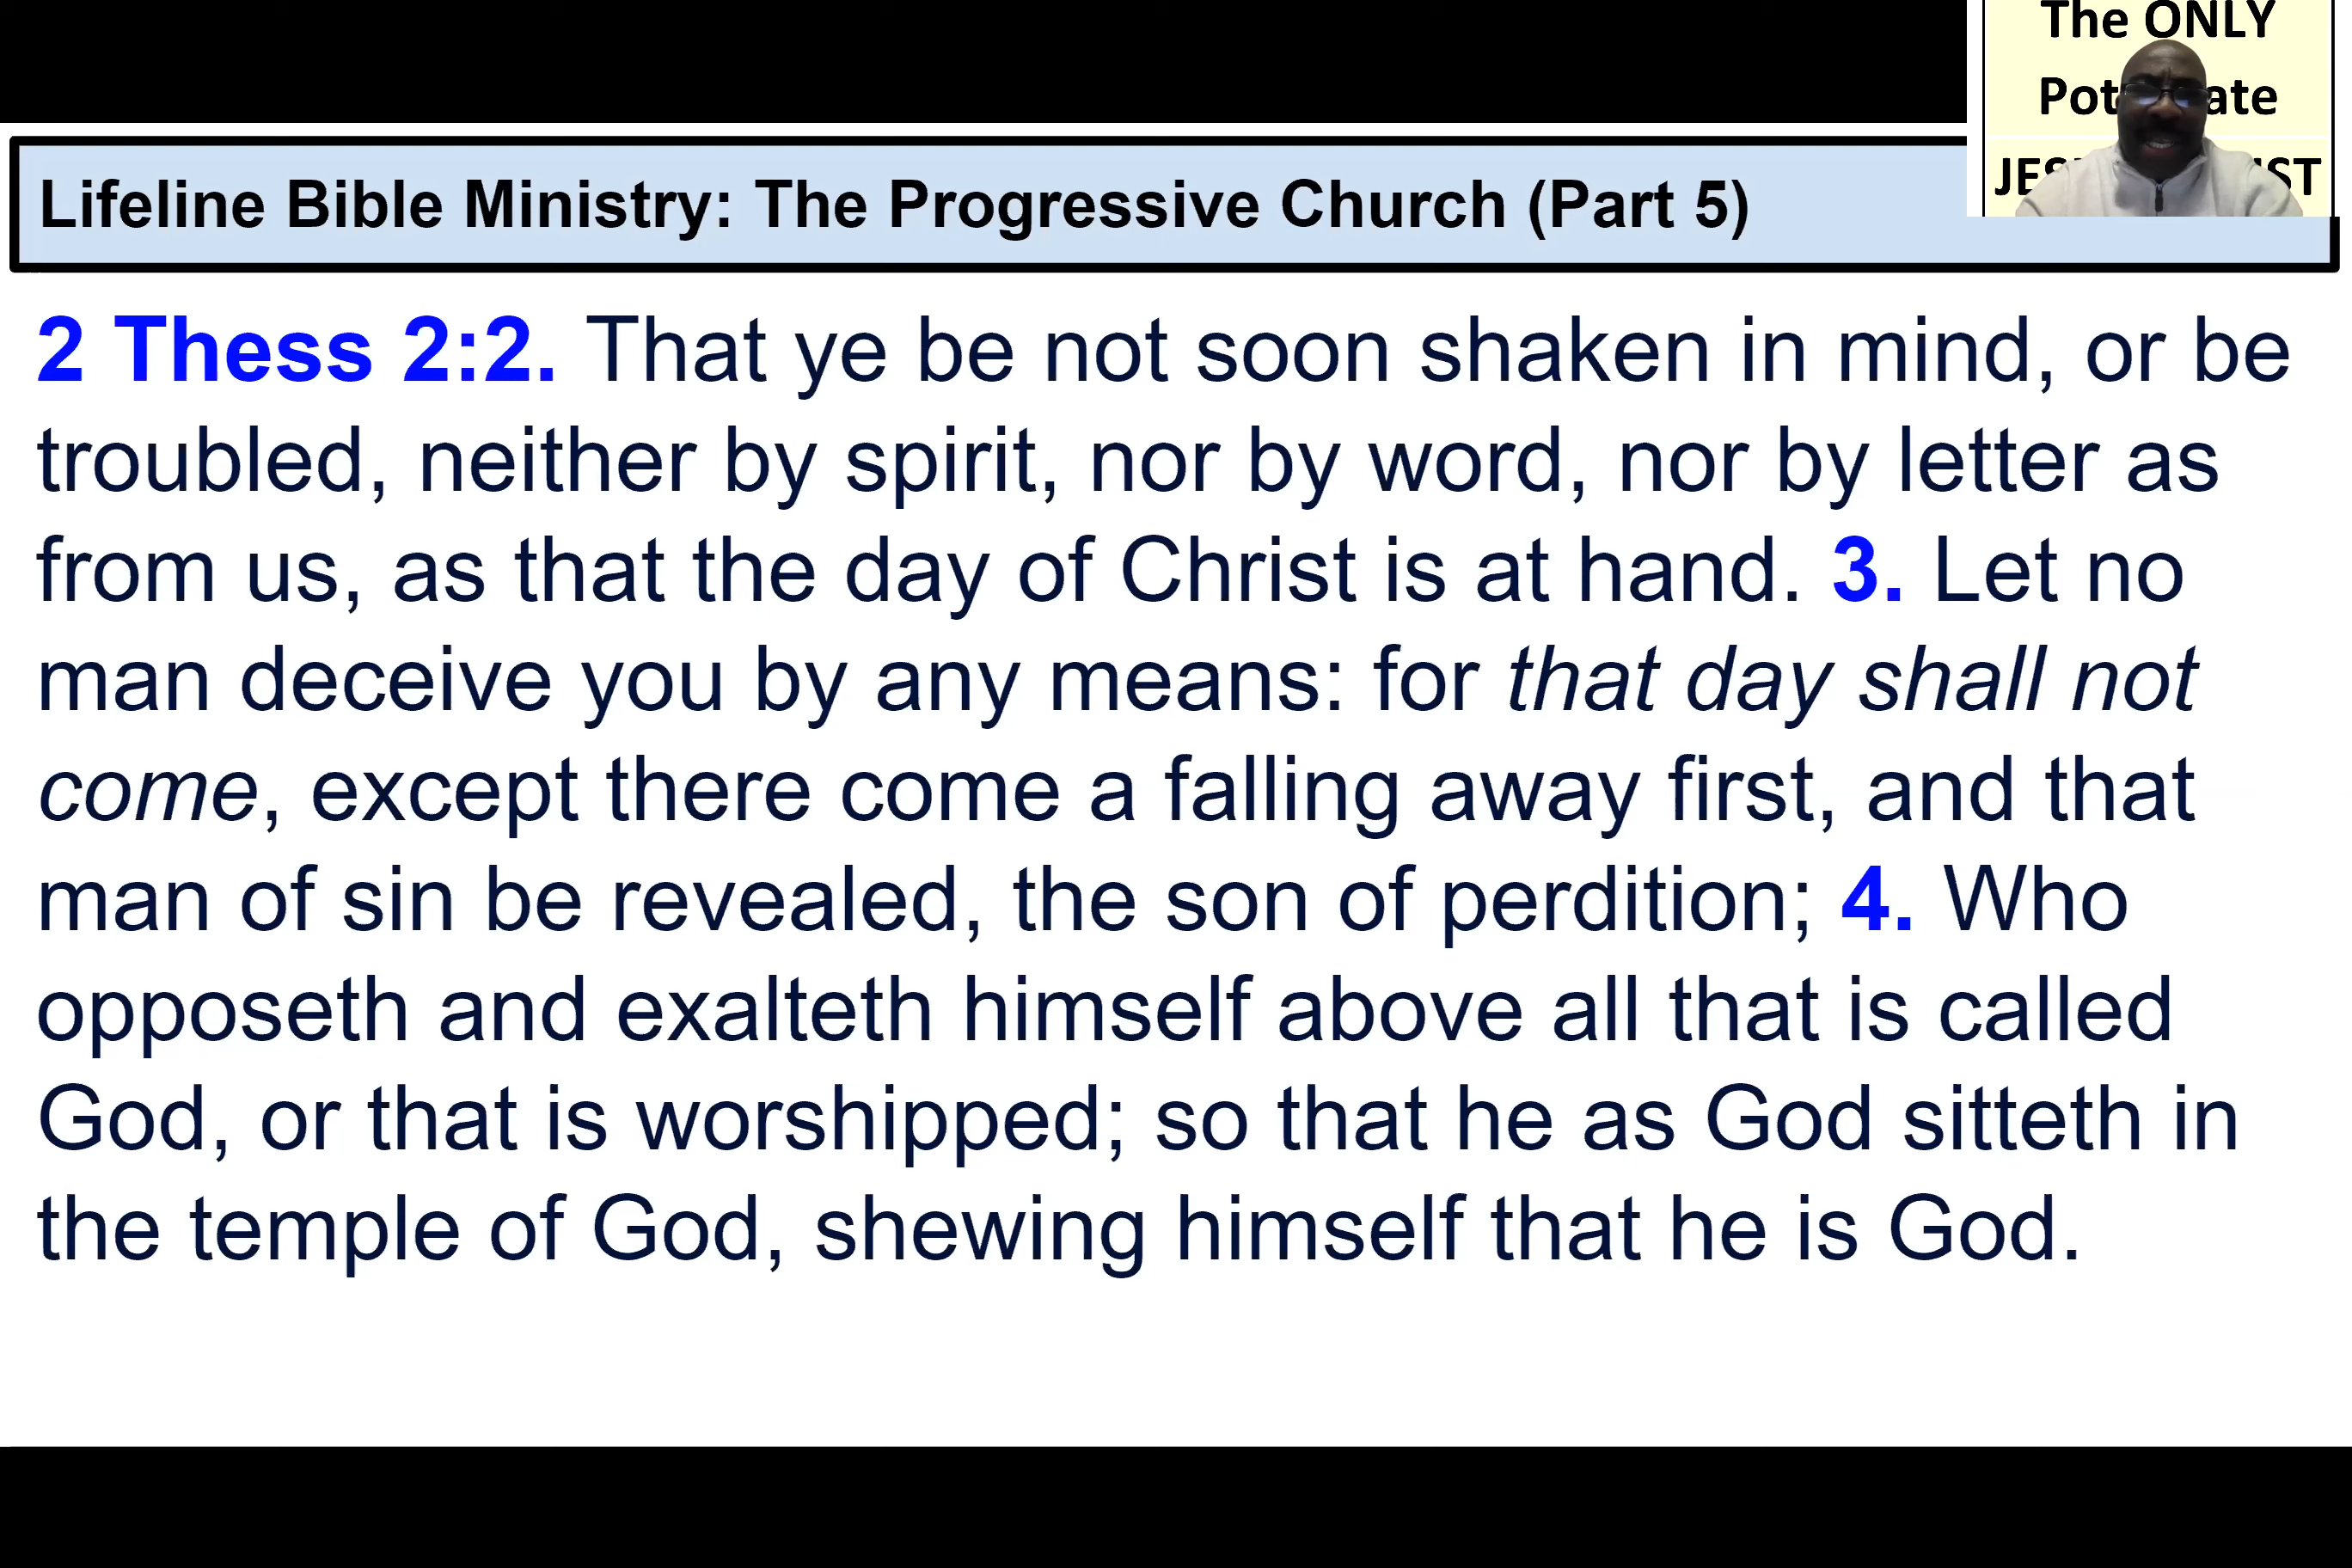 The ONLY
JES
ST
Lifeline Bible Ministry: The Progressive Church (Part 5)
2 Thess 2:2. That ye be not soon shaken in mind, or be
troubled, neither by spirit, nor by word, nor by letter as
from us, as that the day of Christ is at hand. 3. Let no
man deceive you by any means: for that day shall not
come, except there come a falling away first, and that
man of sin be revealed, the son of perdition; 4. Who
opposeth and exalteth himself above all that is called
God, or that is worshipped; so that he as God sitteth in
the temple of God, shewing himself that he is God.